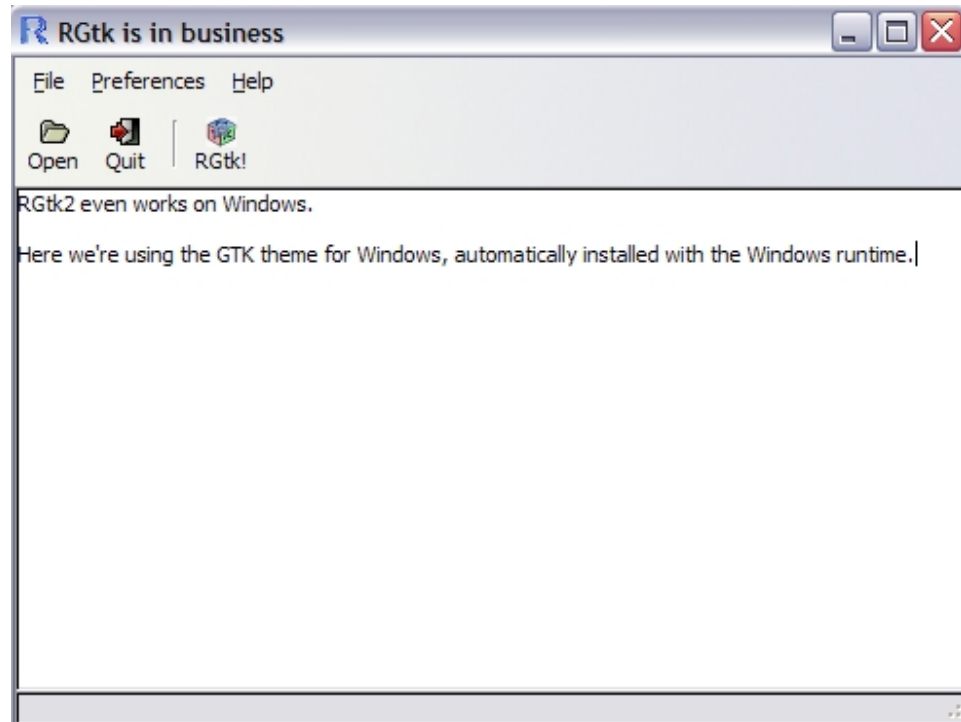 RGtk is in business
File Preferences Help
Open Quit RGtk!
RGtk2 even works on Windows.
Here we're using the GTK theme for Windows, automatically installed with the Windows runtime.